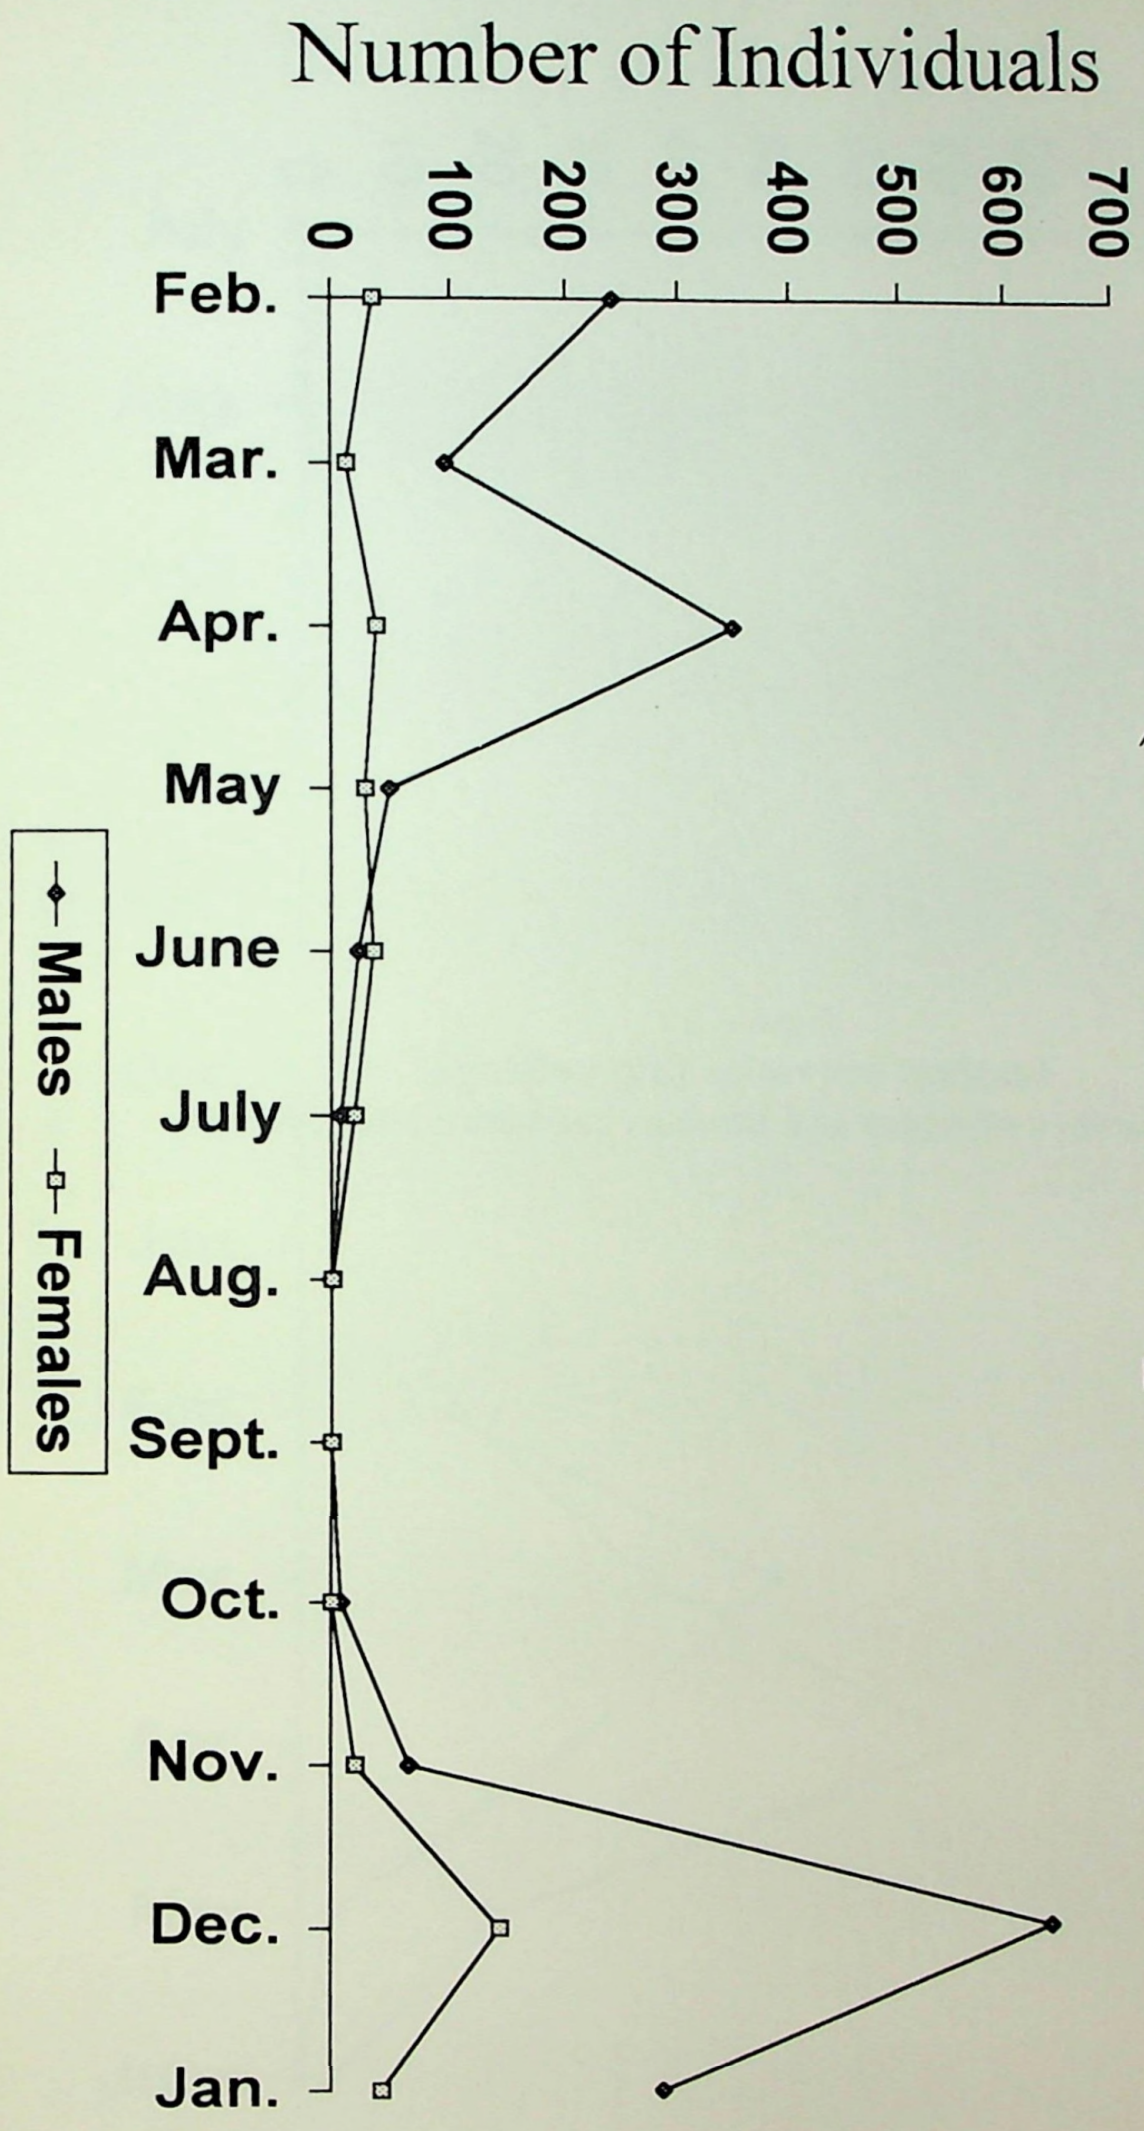 Number of Individuals
700
600
500
400
300
200
100
0
Feb.
Mar.
Apr.
May
June
July
Aug.
Sept.
Oct.
Nov.
Dec.
Jan.
Males Females